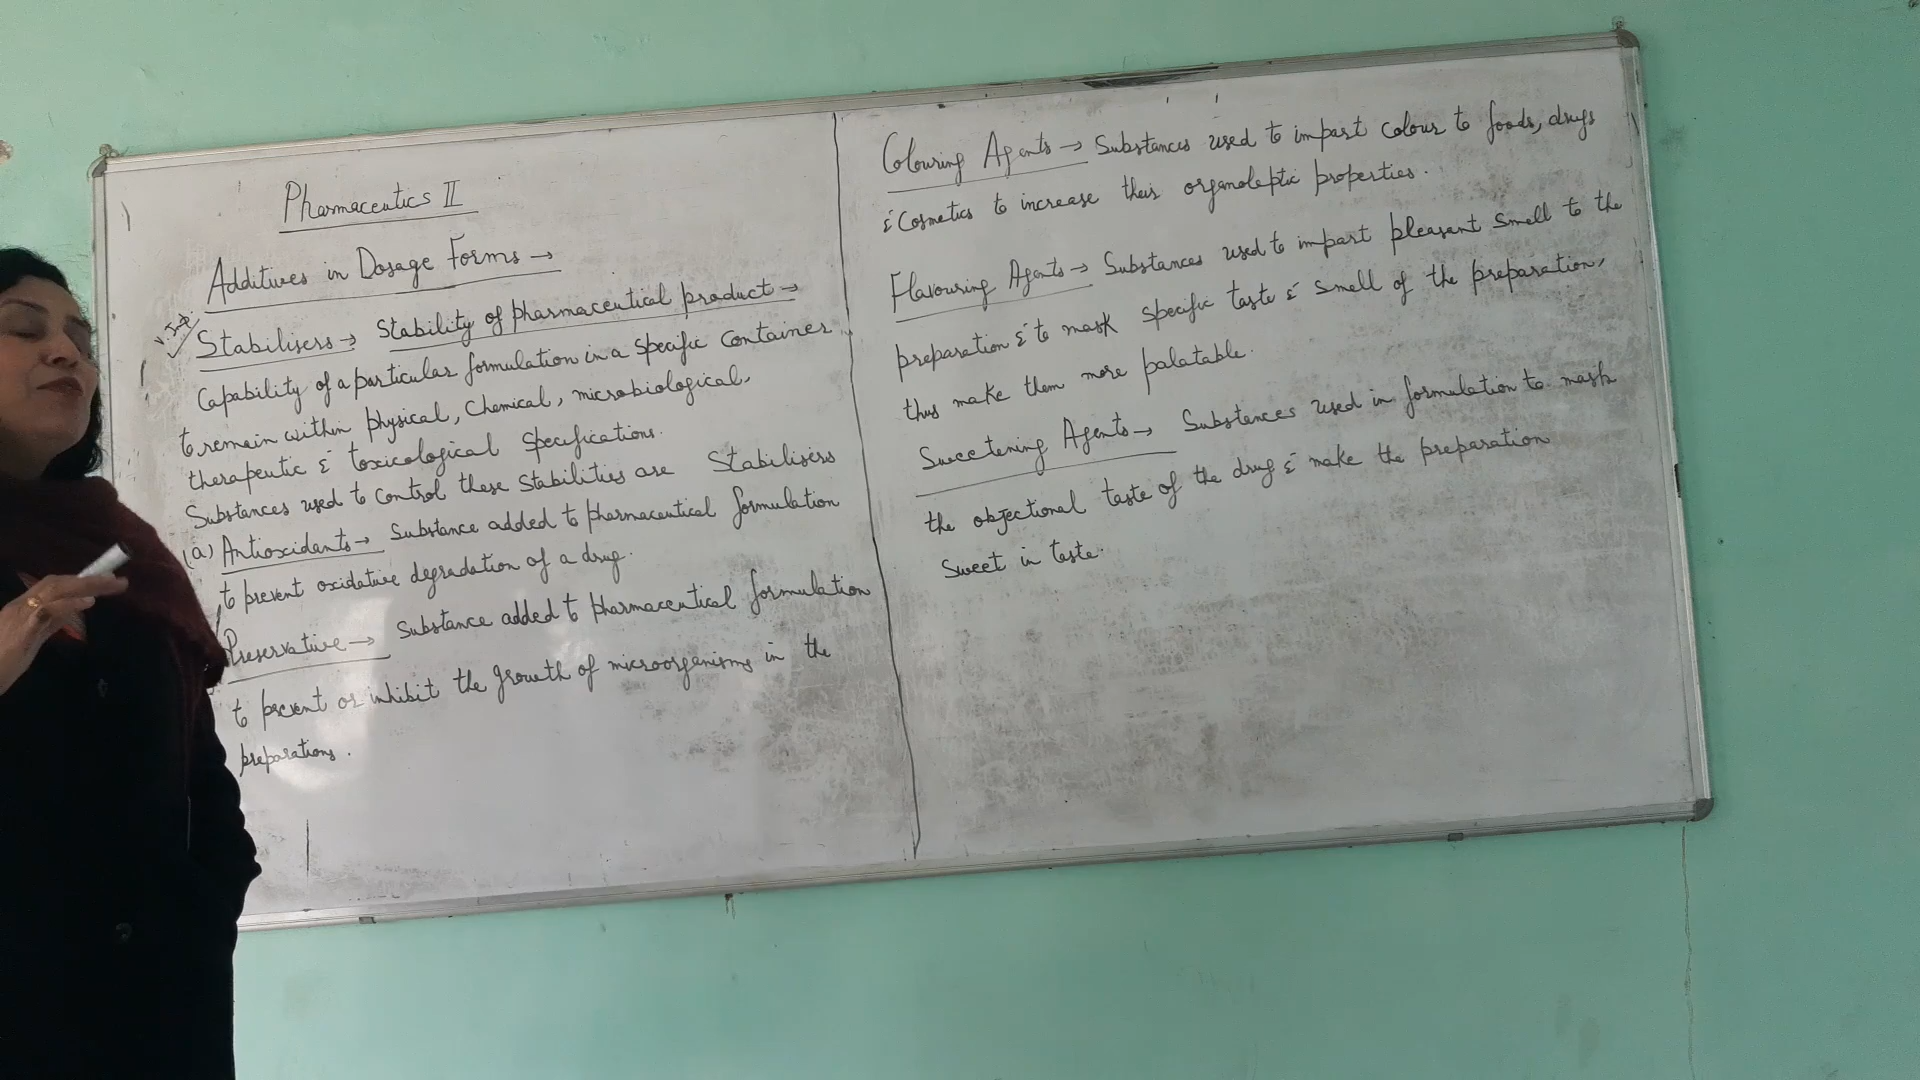 Pharmaceutics II
Additives in Dosage Forms →
v. Imp.
Stabilisers → Stability of pharmaceutical product →
Capability of a particular formulation in a specific container
to remain within physical, chemical, microbiological,
therapeutic & toxicological specifications.
Substances used to control these stabilities are Stabilisers
(a) Antioxidants → Substance added to pharmaceutical formulation
to prevent oxidative degradation of a drug.
Preservative → Substance added to pharmaceutical formulation
to prevent or inhibit the growth of microorganisms in the
preparations.
Colouring Agents → Substances used to impart colour to foods, drugs
& Cosmetics to increase their organoleptic properties.
Flavouring Agents → Substances used to impart pleasant smell to the
preparation & to mask specific taste & smell of the preparation,
thus make them more palatable.
Sweetening Agents → Substances used in formulation to mask
the objectional taste of the drug & make the preparation
sweet in taste.